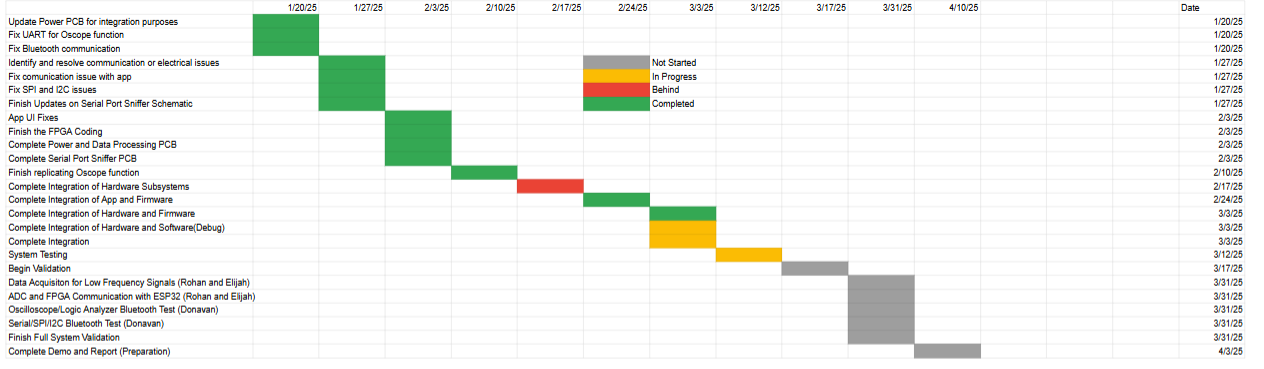 1/20/25 1/27/25 2/3/25 2/10/25 2/17/25 2/24/25 3/3/25 3/12/25 3/17/25 3/31/25 4/10/25 Date
Update Power PCB for integration purposes 1/20/25
Fix UART for Oscope function 1/20/25
Fix Bluetooth communication 1/20/25
Identify and resolve communication or electrical issues Not Started 1/27/25
Fix comunication issue with app In Progress 1/27/25
Fix SPI and I2C issues Behind 1/27/25
Finish Updates on Serial Port Sniffer Schematic Completed 1/27/25
App UI Fixes 2/3/25
Finish the FPGA Coding 2/3/25
Complete Power and Data Processing PCB 2/3/25
Complete Serial Port Sniffer PCB 2/3/25
Finish replicating Oscope function 2/10/25
Complete Integration of Hardware Subsystems 2/17/25
Complete Integration of App and Firmware 2/24/25
Complete Integration of Hardware and Firmware 3/3/25
Complete Integration of Hardware and Software(Debug) 3/3/25
Complete Integration 3/3/25
System Testing 3/12/25
Begin Validation 3/17/25
Data Acquisiton for Low Frequency Signals (Rohan and Elijah) 3/31/25
ADC and FPGA Communication with ESP32 (Rohan and Elijah) 3/31/25
Oscilloscope/Logic Analyzer Bluetooth Test (Donavan) 3/31/25
Serial/SPI/I2C Bluetooth Test (Donavan) 3/31/25
Finish Full System Validation 3/31/25
Complete Demo and Report (Preparation) 4/3/25